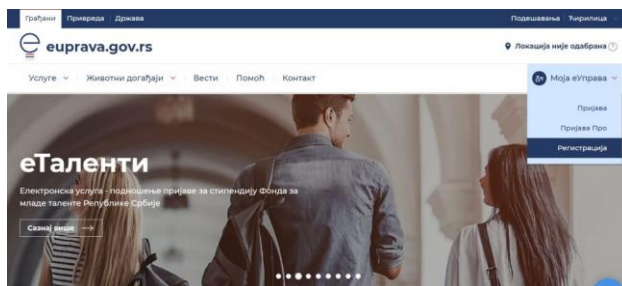 Грађани Привреда Држава Подешавања Ћирилица
euprava.gov.rs Локација није одабрана ?
Услуге Животни догађаји Вести Помоћ Контакт Моја еУправа
Пријава
Пријава Про
Регистрација
еТаленти
Електронска услуга - подношење пријаве за стипендију Фонда за
младе таленте Републике Србије
Сазнај више